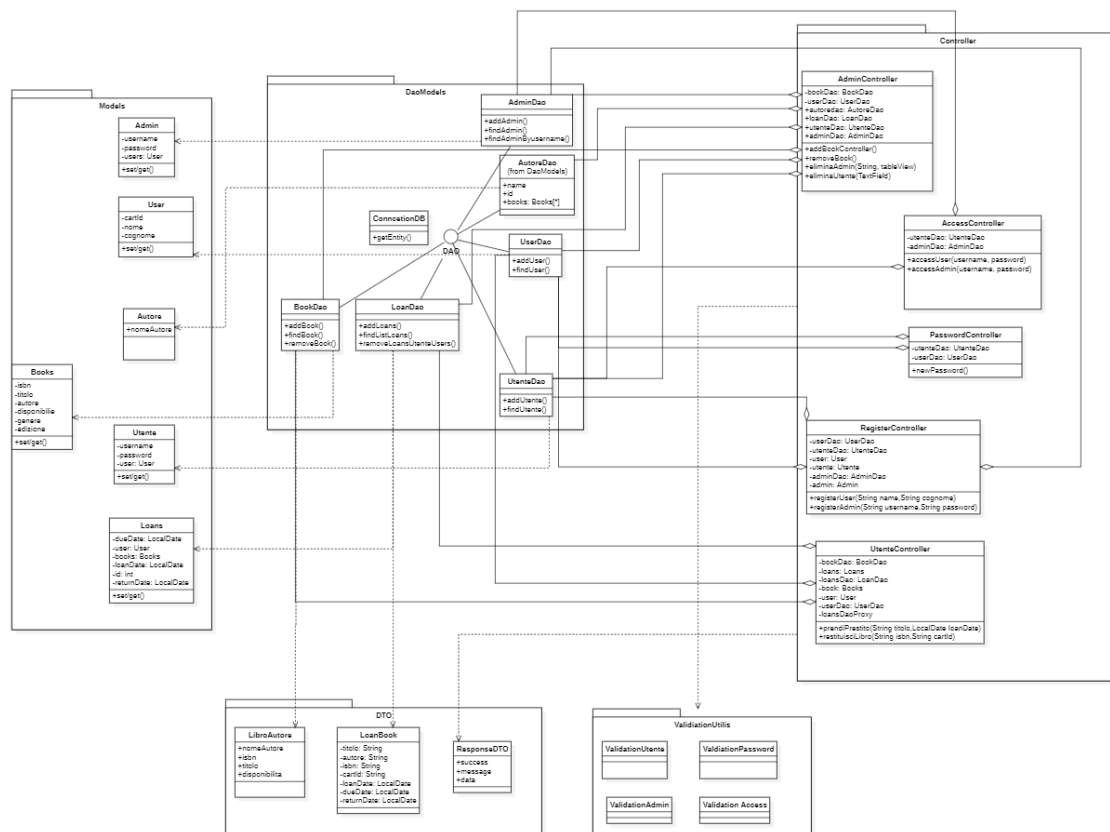 Models
Admin
-username
-password
-users: User
+set/get()
User
-cartId
-nome
-cognome
+set/get()
Autore
+nomeAutore
Books
-isbn
-titolo
-autore
-disponibilia
-genere
-edizione
+set/get()
Utente
-username
-password
-user: User
+set/get()
Loans
-dueDate: LocalDate
-user: User
-books: Books
-loanDate: LocalDate
-id: int
-returnDate: LocalDate
+set/get()
DaoModels
AdminDao
+addAdmin()
+findAdmin()
+findAdminByusername()
AutoreDao
(from DaoModels)
+name
+id
+books: Books[*]
ConncetionDB
+getEntity()
DAO
UserDao
+addUser()
+findUser()
BookDao
+addBook()
+findBook()
+removeBook()
LoanDao
+addLoans()
+findListLoans()
+removeLoansUtenteUsers()
UtenteDao
+addUtente()
+findUtente()
Controller
AdminController
-bookDao: BookDao
-userDao: UserDao
+autoredao: AutoreDao
+loanDao: LoanDao
+utenteDao: UtenteDao
+adminDao: AdminDao
+addBookController()
+removeBook()
+eliminaAdmin(String, tableView)
+eliminaUtente(TextField)
AccessController
-utenteDao: UtenteDao
-adminDao: AdminDao
+accessUser(username, password)
+accessAdmin(username, password)
PasswordController
-utenteDao: UtenteDao
-userDao: UserDao
+newPassword()
RegisterController
-userDao: UserDao
-utenteDao: UtenteDao
-user: User
-utente: Utente
-adminDao: AdminDao
-admin: Admin
+registerUser(String name,String cognome)
+registerAdmin(String username,String password)
UtenteController
-bookDao: BookDao
-loans: Loans
-loansDao: LoanDao
-book: Books
-user: User
-userDao: UserDao
-loansDaoProxy
+prendiPrestito(String titolo,LocalDate loanDate)
+restituisciLibro(String isbn,String cartId)
DTO
LibroAutore
+nomeAutore
+isbn
+titolo
+disponibilita
LoanBook
-titolo: String
-autore: String
-isbn: String
-cartId: String
-loanDate: LocalDate
-dueDate: LocalDate
-returnDate: LocalDate
ResponseDTO
+success
+message
+data
ValidiationUtilis
ValidationUtente
ValdiationPassword
ValidationAdmin
Validation Access